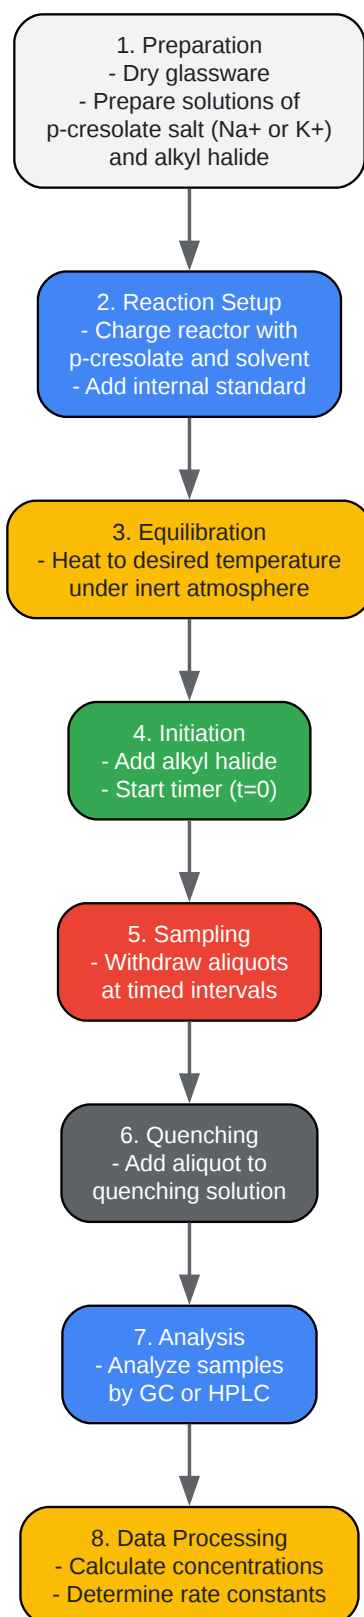 1. Preparation
- Dry glassware
- Prepare solutions of
p-cresolate salt (Na+ or K+)
and alkyl halide
2. Reaction Setup
- Charge reactor with
p-cresolate and solvent
- Add internal standard
3. Equilibration
- Heat to desired temperature
under inert atmosphere
4. Initiation
- Add alkyl halide
- Start timer (t=0)
5. Sampling
- Withdraw aliquots
at timed intervals
6. Quenching
- Add aliquot to
quenching solution
7. Analysis
- Analyze samples
by GC or HPLC
8. Data Processing
- Calculate concentrations
- Determine rate constants